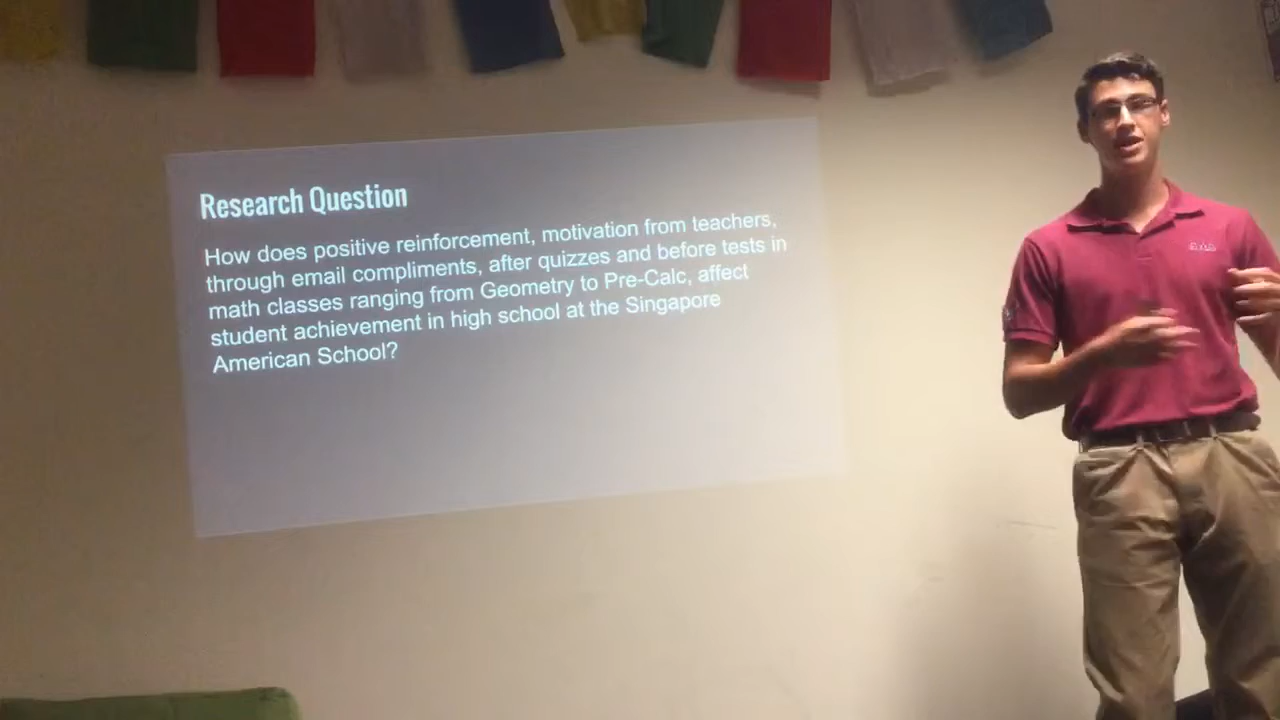 Research Question
How does positive reinforcement, motivation from teachers,
through email compliments, after quizzes and before tests in
math classes ranging from Geometry to Pre-Calc, affect
student achievement in high school at the Singapore
American School?